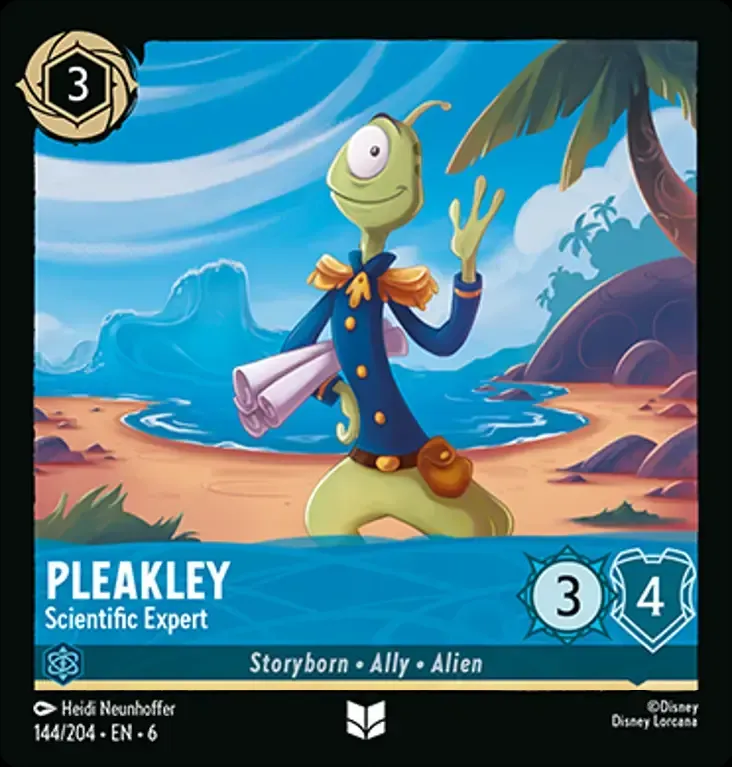 3
PLEAKLEY
Scientific Expert
3
4
Storyborn • Ally • Alien
Heidi Neunhoffer
144/204 • EN • 6
©Disney
Disney Lorcana